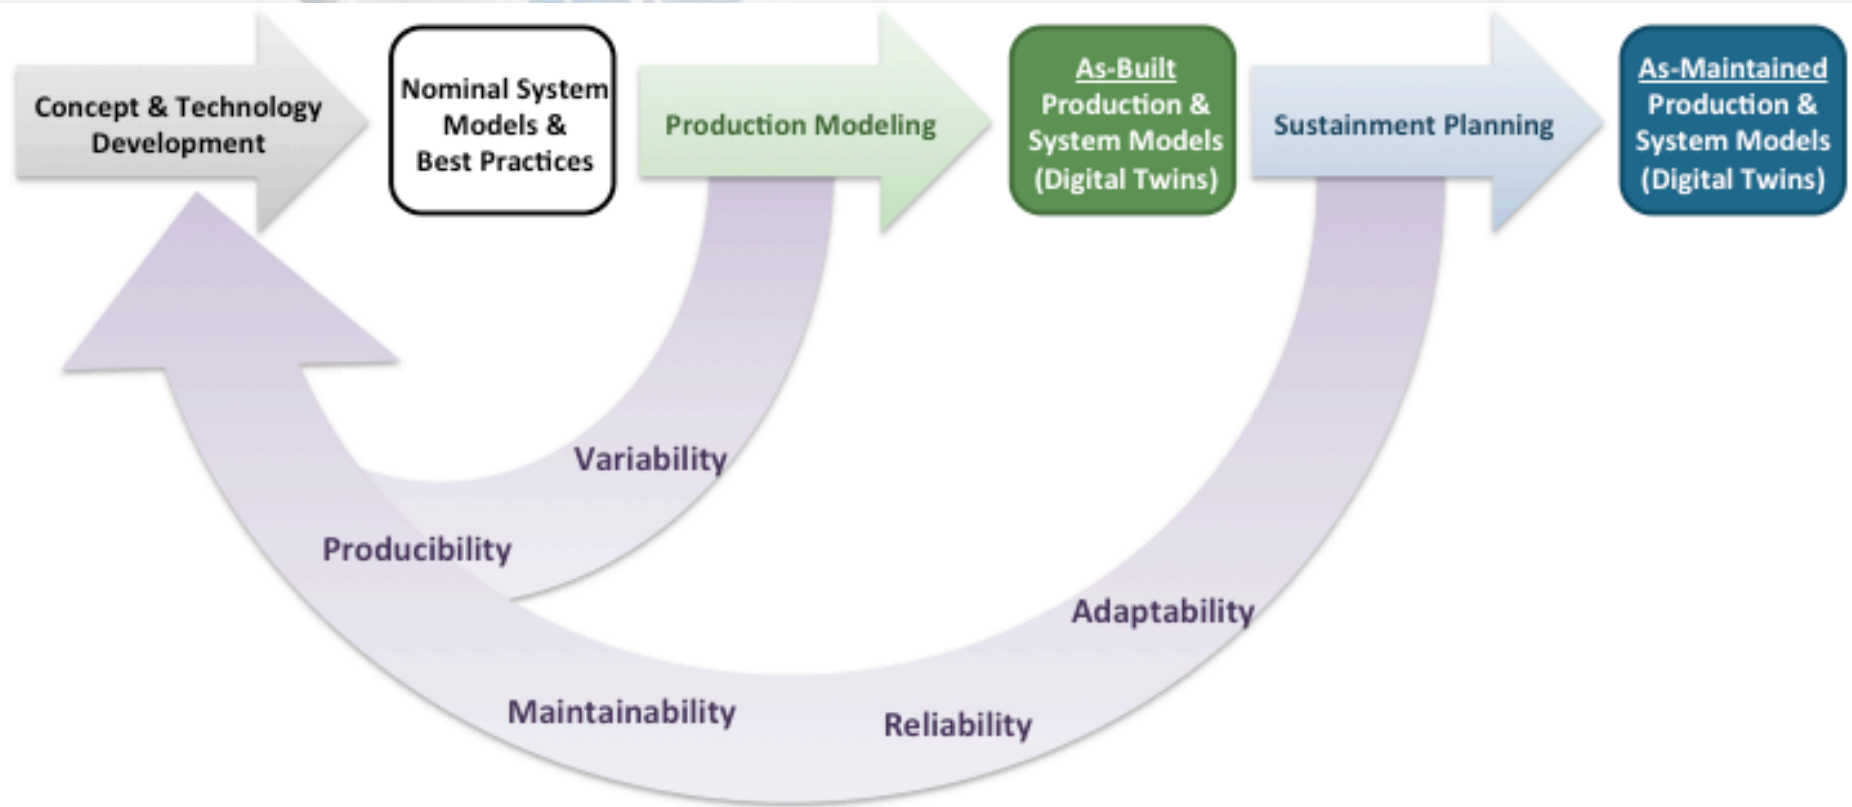 Concept & Technology
Development
Nominal System
Models &
Best Practices
Production Modeling
As-Built
Production &
System Models
(Digital Twins)
Sustainment Planning
As-Maintained
Production &
System Models
(Digital Twins)
Variability
Producibility
Adaptability
Maintainability
Reliability